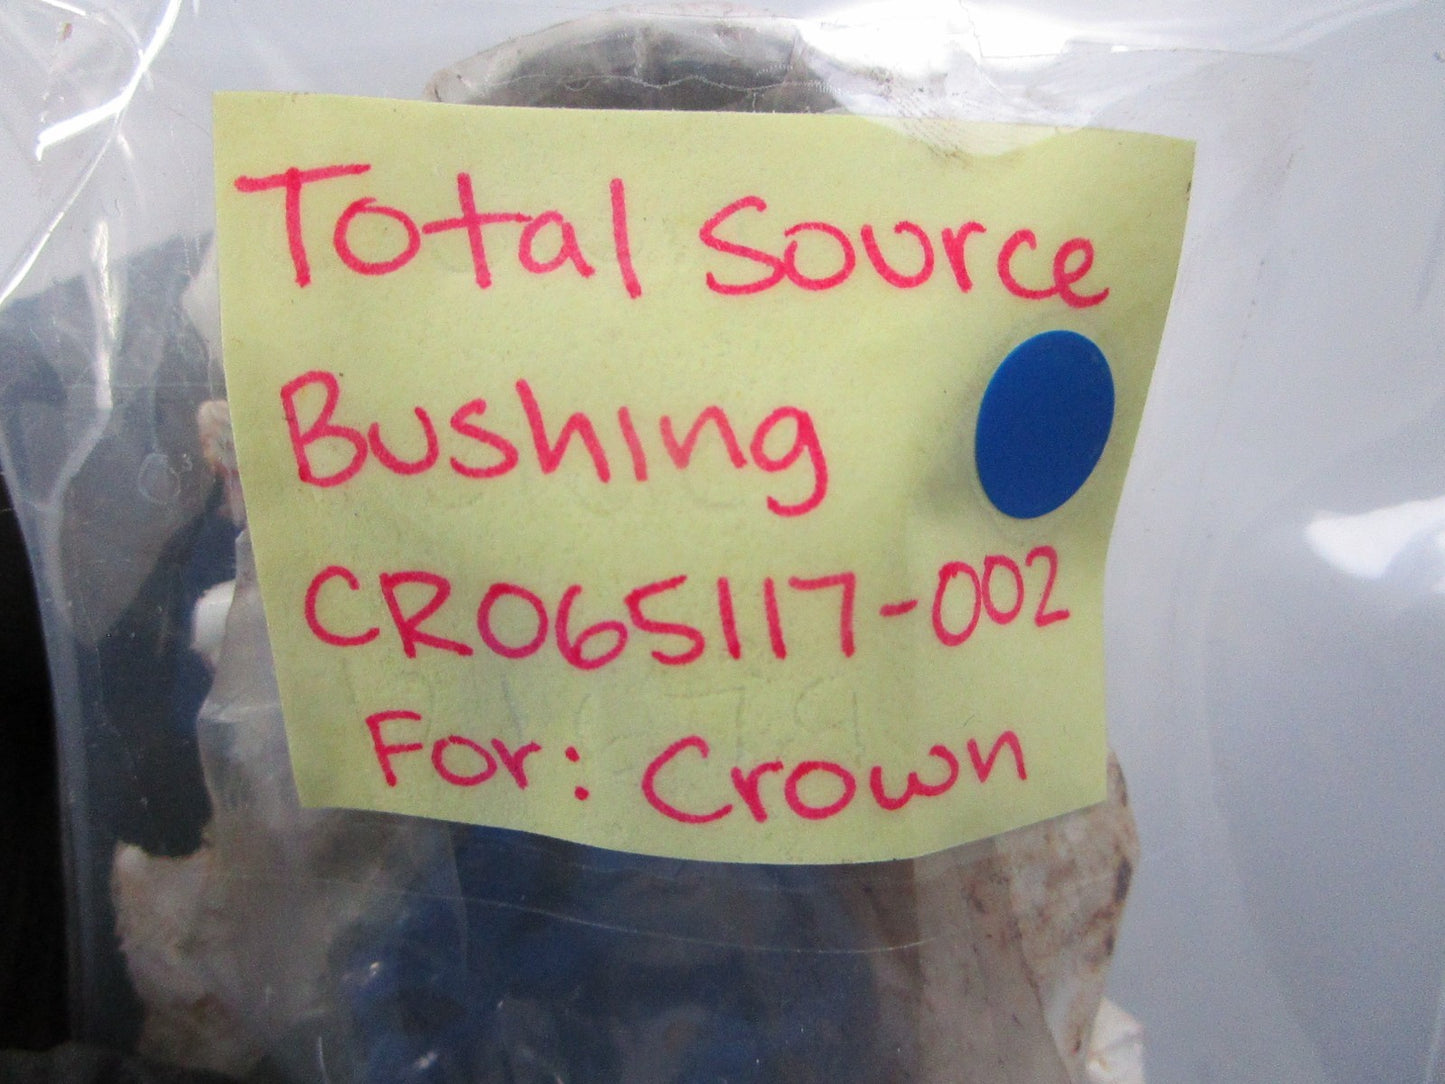 Total Source
Bushing
CR065117-002
For: Crown